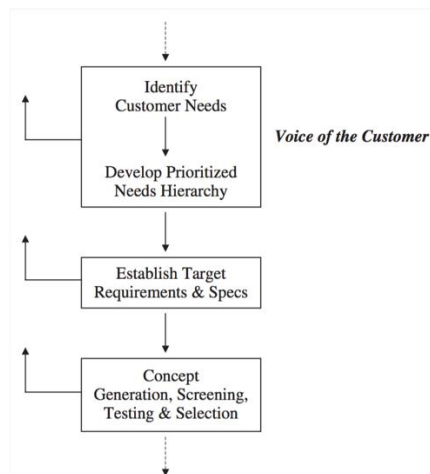 Identify
Customer Needs
Voice of the Customer
Develop Prioritized
Needs Hierarchy
Establish Target
Requirements & Specs
Concept
Generation, Screening,
Testing & Selection